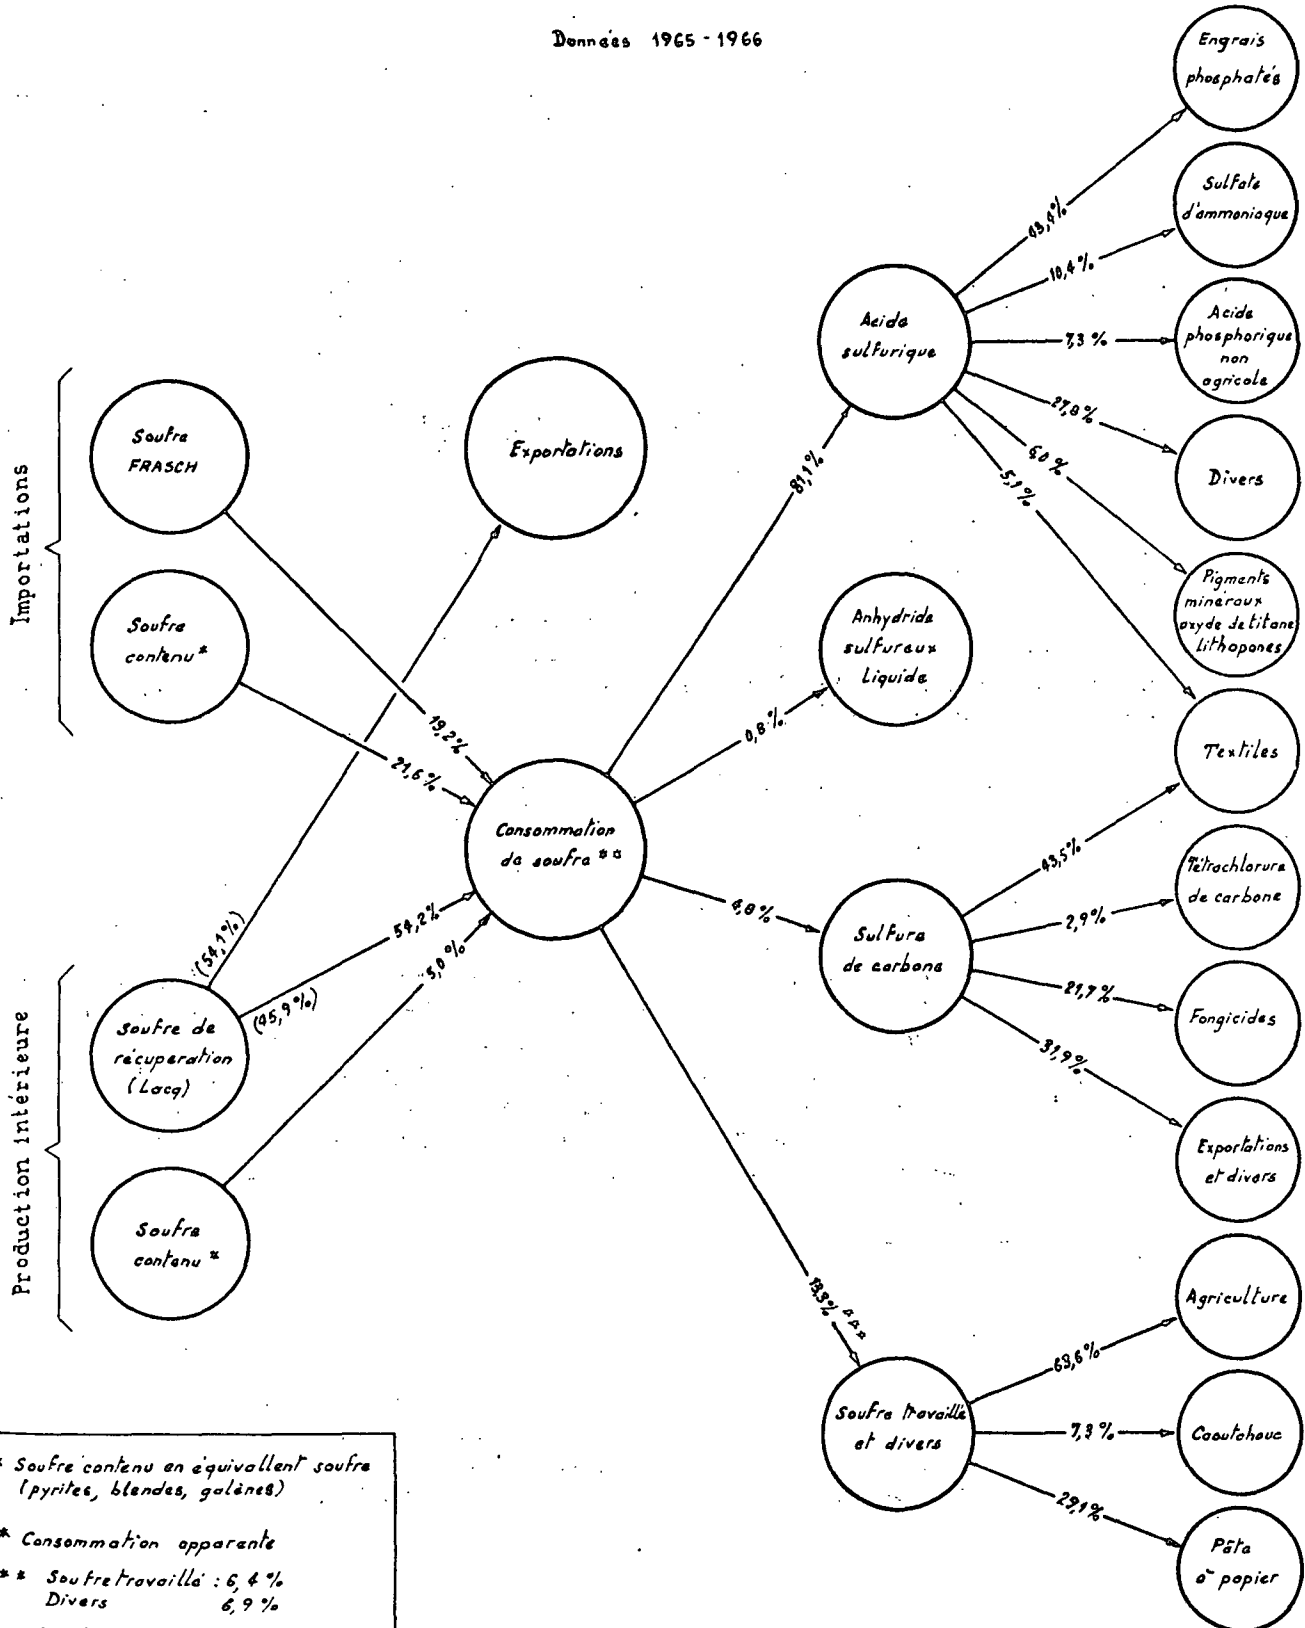 Données 1965 - 1966
Importations
Soufre
FRASCH
Soufre
contenu *
Production intérieure
Soufre de
récuperation
(Lacq)
Soufre
contenu *
Exportations
19,2%
21,6%
(54,1%)
54,2%
(45,9%)
5,0%
Consommation
de soufre **
81,1%
0,8%
4,8%
13,3% ***
Acide
sulfurique
Anhydride
sulfureux
Liquide
Sulfure
de carbone
Soufre travaillé
et divers
43,4%
10,4%
7,3%
27,8%
6,0%
5,1%
43,5%
2,9%
21,7%
31,9%
63,6%
7,3%
29,1%
Engrais
phosphatés
Sulfate
d'ammoniaque
Acide
phosphorique
non
agricole
Divers
Pigments
minéraux
oxyde de titane
Lithopones
Textiles
Tétrachlorure
de carbone
Fongicides
Exportations
et divers
Agriculture
Caoutchouc
Pâte
à papier
* Soufre contenu en équivallent soufre
(pyrites, blendes, galènes)
* Consommation apparente
** Soufre travaillé : 6,4%
Divers 6,9%